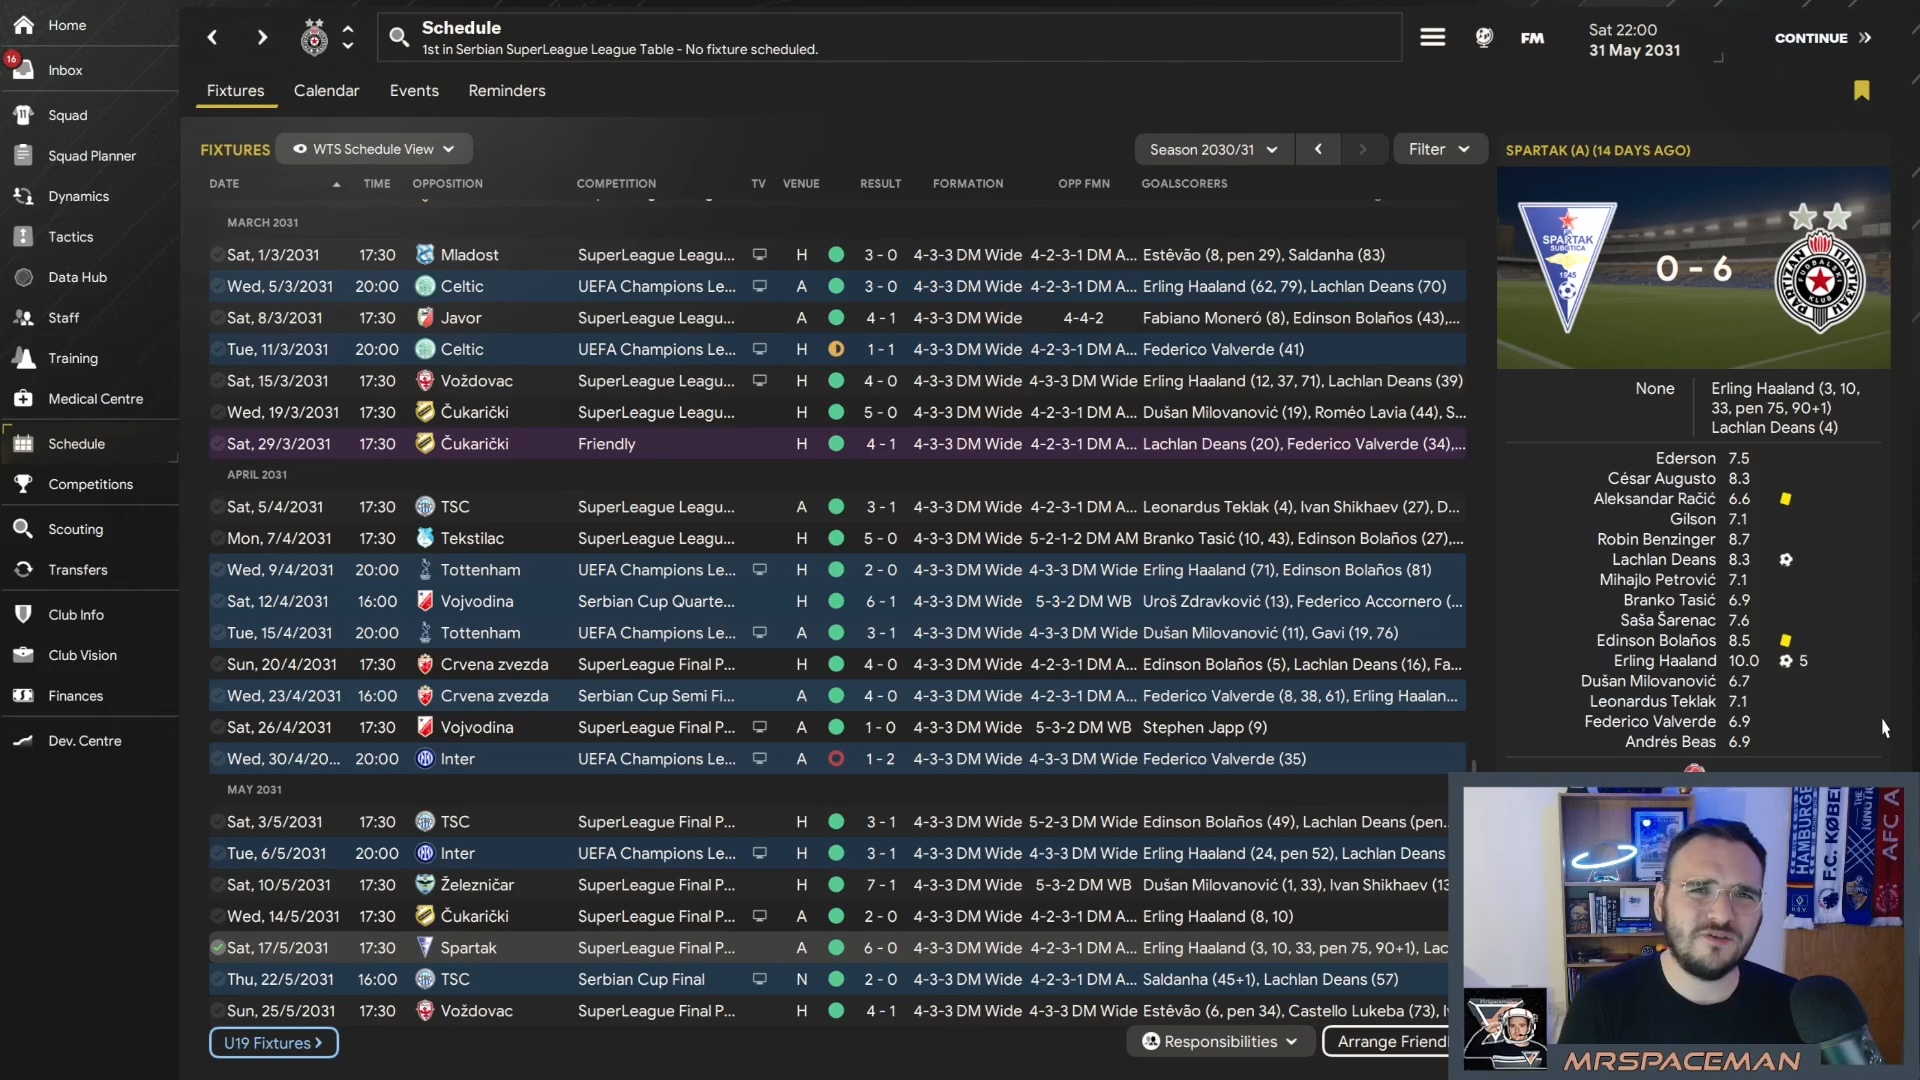 Home
16
Inbox
Squad
Squad Planner
Dynamics
Tactics
Data Hub
Staff
Training
Medical Centre
Schedule
Competitions
Scouting
Transfers
Club Info
Club Vision
Finances
Dev. Centre
Schedule
1st in Serbian SuperLeague League Table - No fixture scheduled.
FM
Sat 22:00
31 May 2031
CONTINUE
Fixtures Calendar Events Reminders
FIXTURES WTS Schedule View Season 2030/31 Filter
DATE TIME OPPOSITION COMPETITION TV VENUE RESULT FORMATION OPP FMN GOALSCORERS
MARCH 2031
Sat, 1/3/2031 17:30 Mladost SuperLeague Leagu... H 3 - 0 4-3-3 DM Wide 4-2-3-1 DM A... Estêvão (8, pen 29), Saldanha (83)
Wed, 5/3/2031 20:00 Celtic UEFA Champions Le... A 3 - 0 4-3-3 DM Wide 4-2-3-1 DM A... Erling Haaland (62, 79), Lachlan Deans (70)
Sat, 8/3/2031 17:30 Javor SuperLeague Leagu... A 4 - 1 4-3-3 DM Wide 4-4-2 Fabiano Moneró (8), Edinson Bolaños (43),...
Tue, 11/3/2031 20:00 Celtic UEFA Champions Le... H 1 - 1 4-3-3 DM Wide 4-2-3-1 DM A... Federico Valverde (41)
Sat, 15/3/2031 17:30 Voždovac SuperLeague Leagu... H 4 - 0 4-3-3 DM Wide 4-3-3 DM Wide Erling Haaland (12, 37, 71), Lachlan Deans (39)
Wed, 19/3/2031 17:30 Čukarički SuperLeague Leagu... H 5 - 0 4-3-3 DM Wide 4-2-3-1 DM A... Dušan Milovanović (19), Roméo Lavia (44), S...
Sat, 29/3/2031 17:30 Čukarički Friendly H 4 - 1 4-3-3 DM Wide 4-2-3-1 DM A... Lachlan Deans (20), Federico Valverde (34),...
APRIL 2031
Sat, 5/4/2031 17:30 TSC SuperLeague Leagu... A 3 - 1 4-3-3 DM Wide 4-2-3-1 DM A... Leonardus Teklak (4), Ivan Shikhaev (27), D...
Mon, 7/4/2031 17:30 Tekstilac SuperLeague Leagu... H 5 - 0 4-3-3 DM Wide 5-2-1-2 DM AM Branko Tasić (10, 43), Edinson Bolaños (27),...
Wed, 9/4/2031 20:00 Tottenham UEFA Champions Le... H 2 - 0 4-3-3 DM Wide 4-3-3 DM Wide Erling Haaland (71), Edinson Bolaños (81)
Sat, 12/4/2031 16:00 Vojvodina Serbian Cup Quarte... H 6 - 1 4-3-3 DM Wide 5-3-2 DM WB Uroš Zdravković (13), Federico Accornero (...
Tue, 15/4/2031 20:00 Tottenham UEFA Champions Le... A 3 - 1 4-3-3 DM Wide 4-3-3 DM Wide Dušan Milovanović (11), Gavi (19, 76)
Sun, 20/4/2031 17:30 Crvena zvezda SuperLeague Final P... H 4 - 0 4-3-3 DM Wide 4-2-3-1 DM A... Edinson Bolaños (5), Lachlan Deans (16), Fa...
Wed, 23/4/2031 16:00 Crvena zvezda Serbian Cup Semi Fi... A 4 - 0 4-3-3 DM Wide 4-2-3-1 DM A... Federico Valverde (8, 38, 61), Erling Haalan...
Sat, 26/4/2031 17:30 Vojvodina SuperLeague Final P... A 1 - 0 4-3-3 DM Wide 5-3-2 DM WB Stephen Japp (9)
Wed, 30/4/20... 20:00 Inter UEFA Champions Le... A 1 - 2 4-3-3 DM Wide 4-3-3 DM Wide Federico Valverde (35)
MAY 2031
Sat, 3/5/2031 17:30 TSC SuperLeague Final P... H 3 - 1 4-3-3 DM Wide 5-2-3 DM Wide Edinson Bolaños (49), Lachlan Deans (pen...
Tue, 6/5/2031 20:00 Inter UEFA Champions Le... H 3 - 1 4-3-3 DM Wide 4-3-3 DM Wide Erling Haaland (24, pen 52), Lachlan Deans
Sat, 10/5/2031 17:30 Železničar SuperLeague Final P... H 7 - 1 4-3-3 DM Wide 5-3-2 DM WB Dušan Milovanović (1, 33), Ivan Shikhaev (13
Wed, 14/5/2031 17:30 Čukarički SuperLeague Final P... A 2 - 0 4-3-3 DM Wide 4-2-3-1 DM A... Erling Haaland (8, 10)
Sat, 17/5/2031 17:30 Spartak SuperLeague Final P... A 6 - 0 4-3-3 DM Wide 4-2-3-1 DM A... Erling Haaland (3, 10, 33, pen 75, 90+1), Lac
Thu, 22/5/2031 16:00 TSC Serbian Cup Final N 2 - 0 4-3-3 DM Wide 4-2-3-1 DM A... Saldanha (45+1), Lachlan Deans (57)
Sun, 25/5/2031 17:30 Voždovac SuperLeague Final P... H 4 - 1 4-3-3 DM Wide 4-2-3-1 DM A... Estêvão (6, pen 34), Castello Lukeba (73), I
U19 Fixtures Responsibilities Arrange Friendl
SPARTAK (A) (14 DAYS AGO)
SPARTAK
SUBOTICA
1945
0 - 6
None
Erling Haaland (3, 10,
33, pen 75, 90+1)
Lachlan Deans (4)
Ederson 7.5
César Augusto 8.3
Aleksandar Račić 6.6
Gilson 7.1
Robin Benzinger 8.7
Lachlan Deans 8.3
Mihajlo Petrović 7.1
Branko Tasić 6.9
Saša Šarenac 7.6
Edinson Bolaños 8.5
Erling Haaland 10.0 5
Dušan Milovanović 6.7
Leonardus Teklak 7.1
Federico Valverde 6.9
Andrés Beas 6.9
HAMBURGER
F.C. KØBE
AFC A
MRSPACEMAN